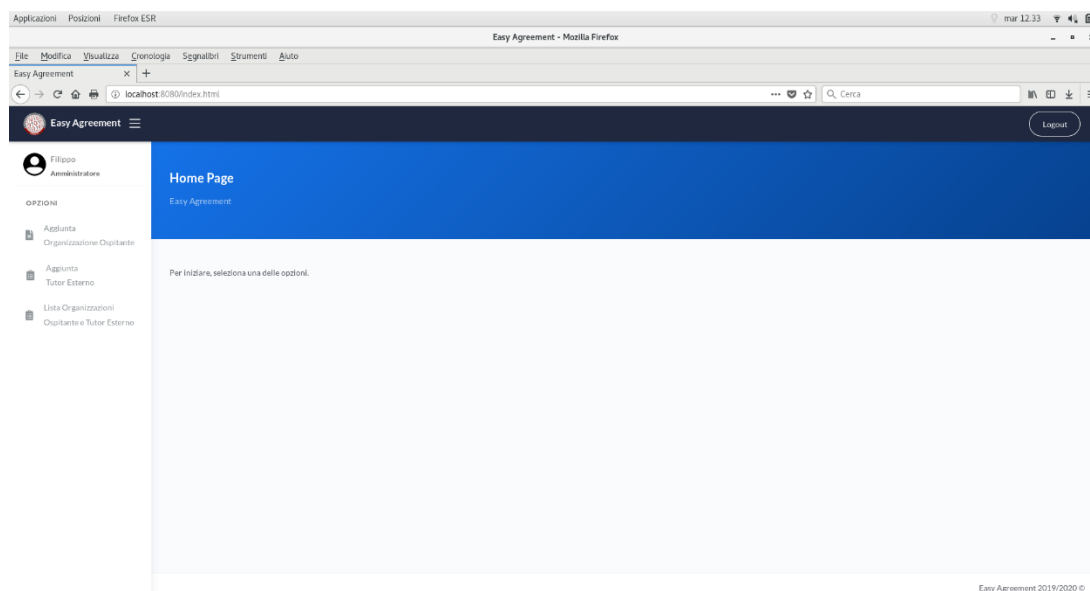 Applicazioni Posizioni Firefox ESR mar 12.33
Easy Agreement - Mozilla Firefox
File Modifica Visualizza Cronologia Segnalibri Strumenti Aiuto
Easy Agreement
localhost:8080/index.html Cerca
Easy Agreement Logout
Filippo
Amministratore
OPZIONI
Aggiunta
Organizzazione Ospitante
Aggiunta
Tutor Esterno
Lista Organizzazioni
Ospitante e Tutor Esterno
Home Page
Easy Agreement
Per iniziare, seleziona una delle opzioni.
Easy Agreement 2019/2020 ©